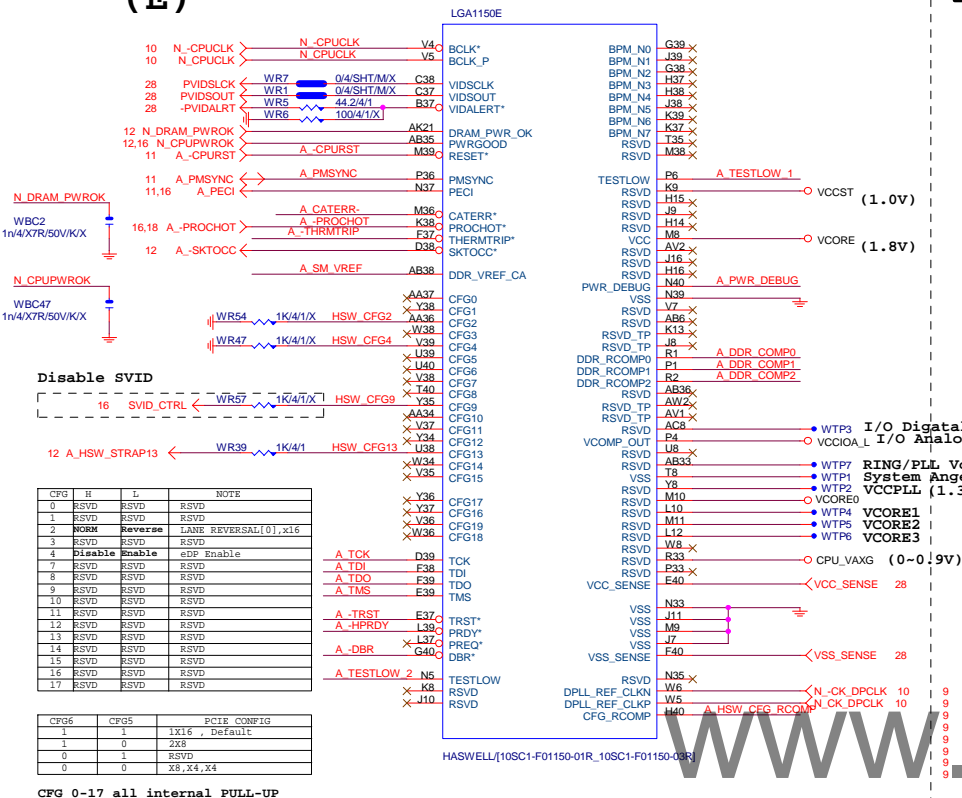 (E)
LGA1150E
10 N_-CPUCLK N_-CPUCLK V4 BCLK* BPM_N0 G39
10 N_CPUCLK N_CPUCLK V5 BCLK_P BPM_N1 J39
BPM_N2 G38
28 PVIDSLCK WR7 0/4/SHT/M/X C38 VIDSCLK BPM_N3 H37
28 PVIDSOUT WR1 0/4/SHT/M/X C37 VIDSOUT BPM_N4 H38
28 -PVIDALRT WR5 44.2/4/1 B37 VIDALERT* BPM_N5 J38
WR6 100/4/1/X BPM_N6 K39
BPM_N7 K37
12 N_DRAM_PWROK AK21 DRAM_PWR_OK RSVD T35
12,16 N_CPUPWROK AB35 PWRGOOD RSVD M38
11 A_-CPURST A_-CPURST M39 RESET*
11 A_PMSYNC A_PMSYNC P36 PMSYNC TESTLOW P6 A_TESTLOW_1
11,16 A_PECI N37 PECI RSVD K9 VCCST (1.0V)
RSVD H15
N_DRAM_PWROK
A_CATERR- M36 CATERR* RSVD J9
16,18 A_-PROCHOT A_-PROCHOT K38 PROCHOT* RSVD H14
WBC2
1n/4/X7R/50V/K/X
A_-THRMTRIP F37 THERMTRIP* VCC M8 VCORE (1.8V)
12 A_-SKTOCC D38 SKTOCC* RSVD AV2
RSVD J16
A_SM_VREF AB38 DDR_VREF_CA RSVD H16
N_CPUPWROK
PWR_DEBUG N40 A_PWR_DEBUG
AA37 CFG0 VSS N39
WBC47
1n/4/X7R/50V/K/X
Y38 CFG1 RSVD V7
WR54 1K/4/1/X HSW_CFG2 AA36 CFG2 RSVD AB6
W38 CFG3 RSVD_TP K13
WR47 1K/4/1/X HSW_CFG4 V39 CFG4 RSVD_TP J8
U39 CFG5 DDR_RCOMP0 R1 A_DDR_COMP0
U40 CFG6 DDR_RCOMP1 P1 A_DDR_COMP1
V38 CFG7 DDR_RCOMP2 R2 A_DDR_COMP2
Disable SVID
T40 CFG8 RSVD AB36
16 SVID_CTRL WR57 1K/4/1/X HSW_CFG9 Y35 CFG9 RSVD_TP AW2
AA34 CFG10 RSVD_TP AV1
V37 CFG11 RSVD AC8 WTP3 I/O Digatal
Y34 CFG12 VCOMP_OUT P4 VCCIOA_L I/O Analo
12 A_HSW_STRAP13 WR39 1K/4/1 HSW_CFG13 U38 CFG13 RSVD U8
W34 CFG14 RSVD AB33 WTP7 RING/PLL Vo
V35 CFG15 VSS T8 WTP1 System Ange
RSVD Y8 WTP2 VCCPLL (1.3
Y36 CFG17 RSVD M10 VCORE0
Y37 CFG16 RSVD L10 WTP4 VCORE1
V36 CFG19 RSVD M11 WTP5 VCORE2
W36 CFG18 RSVD L12 WTP6 VCORE3
RSVD W8
A_TCK D39 TCK RSVD R33 CPU_VAXG (0~0.9V)
A_TDI F38 TDI RSVD P33
A_TDO F39 TDO VCC_SENSE E40 VCC_SENSE 28
A_TMS E39 TMS
VSS N33
A_-TRST E37 TRST* VSS J11
A_-HPRDY L39 PRDY* VSS M9
L37 PREQ* VSS J7
A_-DBR G40 DBR* VSS_SENSE F40 VSS_SENSE 28
A_TESTLOW_2 N5 TESTLOW RSVD N35
K8 RSVD DPLL_REF_CLKN W6 N_-CK_DPCLK 10
J10 RSVD DPLL_REF_CLKP W5 N_CK_DPCLK 10
CFG_RCOMP H40 A_HSW_CFG_RCOMP
HASWELL/[10SC1-F01150-01R_10SC1-F01150-03R]
CFG H L NOTE
0 RSVD RSVD RSVD
1 RSVD RSVD RSVD
2 NORM Reverse LANE REVERSAL[0],x16
3 RSVD RSVD RSVD
4 Disable Enable eDP Enable
7 RSVD RSVD RSVD
8 RSVD RSVD RSVD
9 RSVD RSVD RSVD
10 RSVD RSVD RSVD
11 RSVD RSVD RSVD
12 RSVD RSVD RSVD
13 RSVD RSVD RSVD
14 RSVD RSVD RSVD
15 RSVD RSVD RSVD
16 RSVD RSVD RSVD
17 RSVD RSVD RSVD
CFG6 CFG5 PCIE CONFIG
1 1 1X16 , Default
1 0 2X8
0 1 RSVD
0 0 X8,X4,X4
CFG 0-17 all internal PULL-UP
9
9
9
9
9
9
9
9
www.